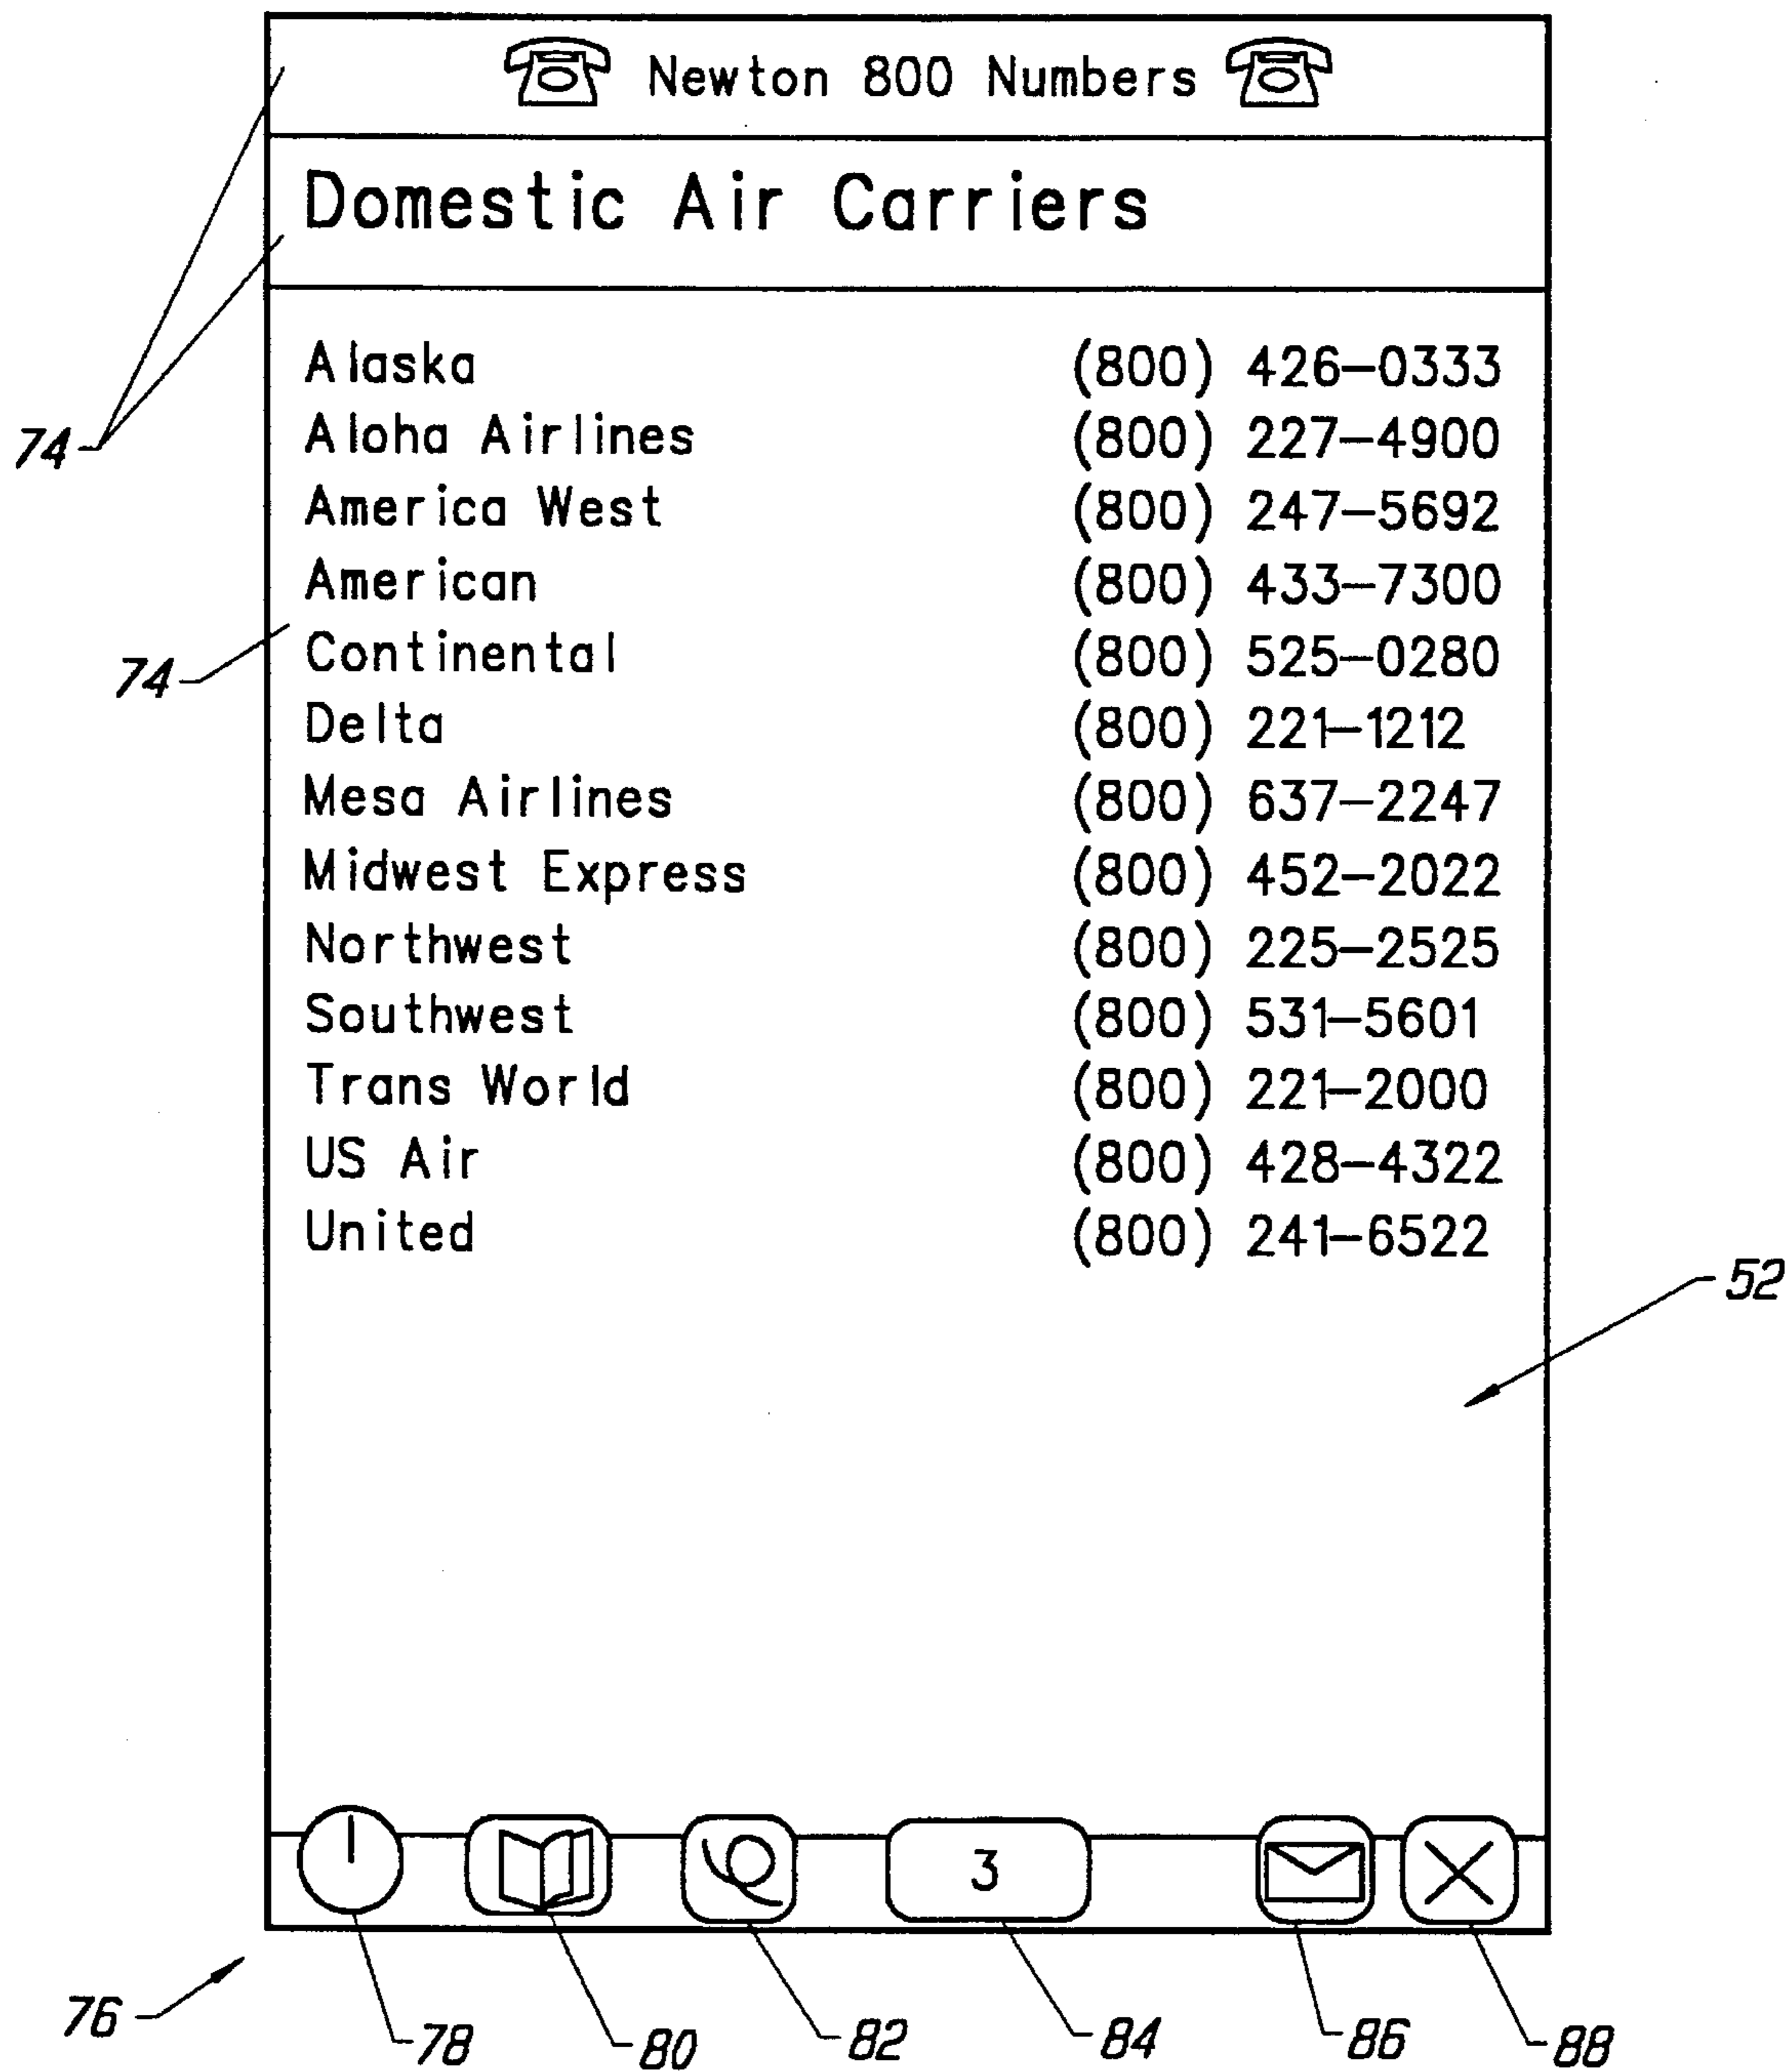 Newton 800 Numbers
Domestic Air Carriers
Alaska (800) 426-0333
Aloha Airlines (800) 227-4900
74
America West (800) 247-5692
American (800) 433-7300
Continental (800) 525-0280
74
Delta (800) 221-1212
Mesa Airlines (800) 637-2247
Midwest Express (800) 452-2022
Northwest (800) 225-2525
Southwest (800) 531-5601
Trans World (800) 221-2000
US Air (800) 428-4322
United (800) 241-6522
52
3
76
78 80 82 84 86 88